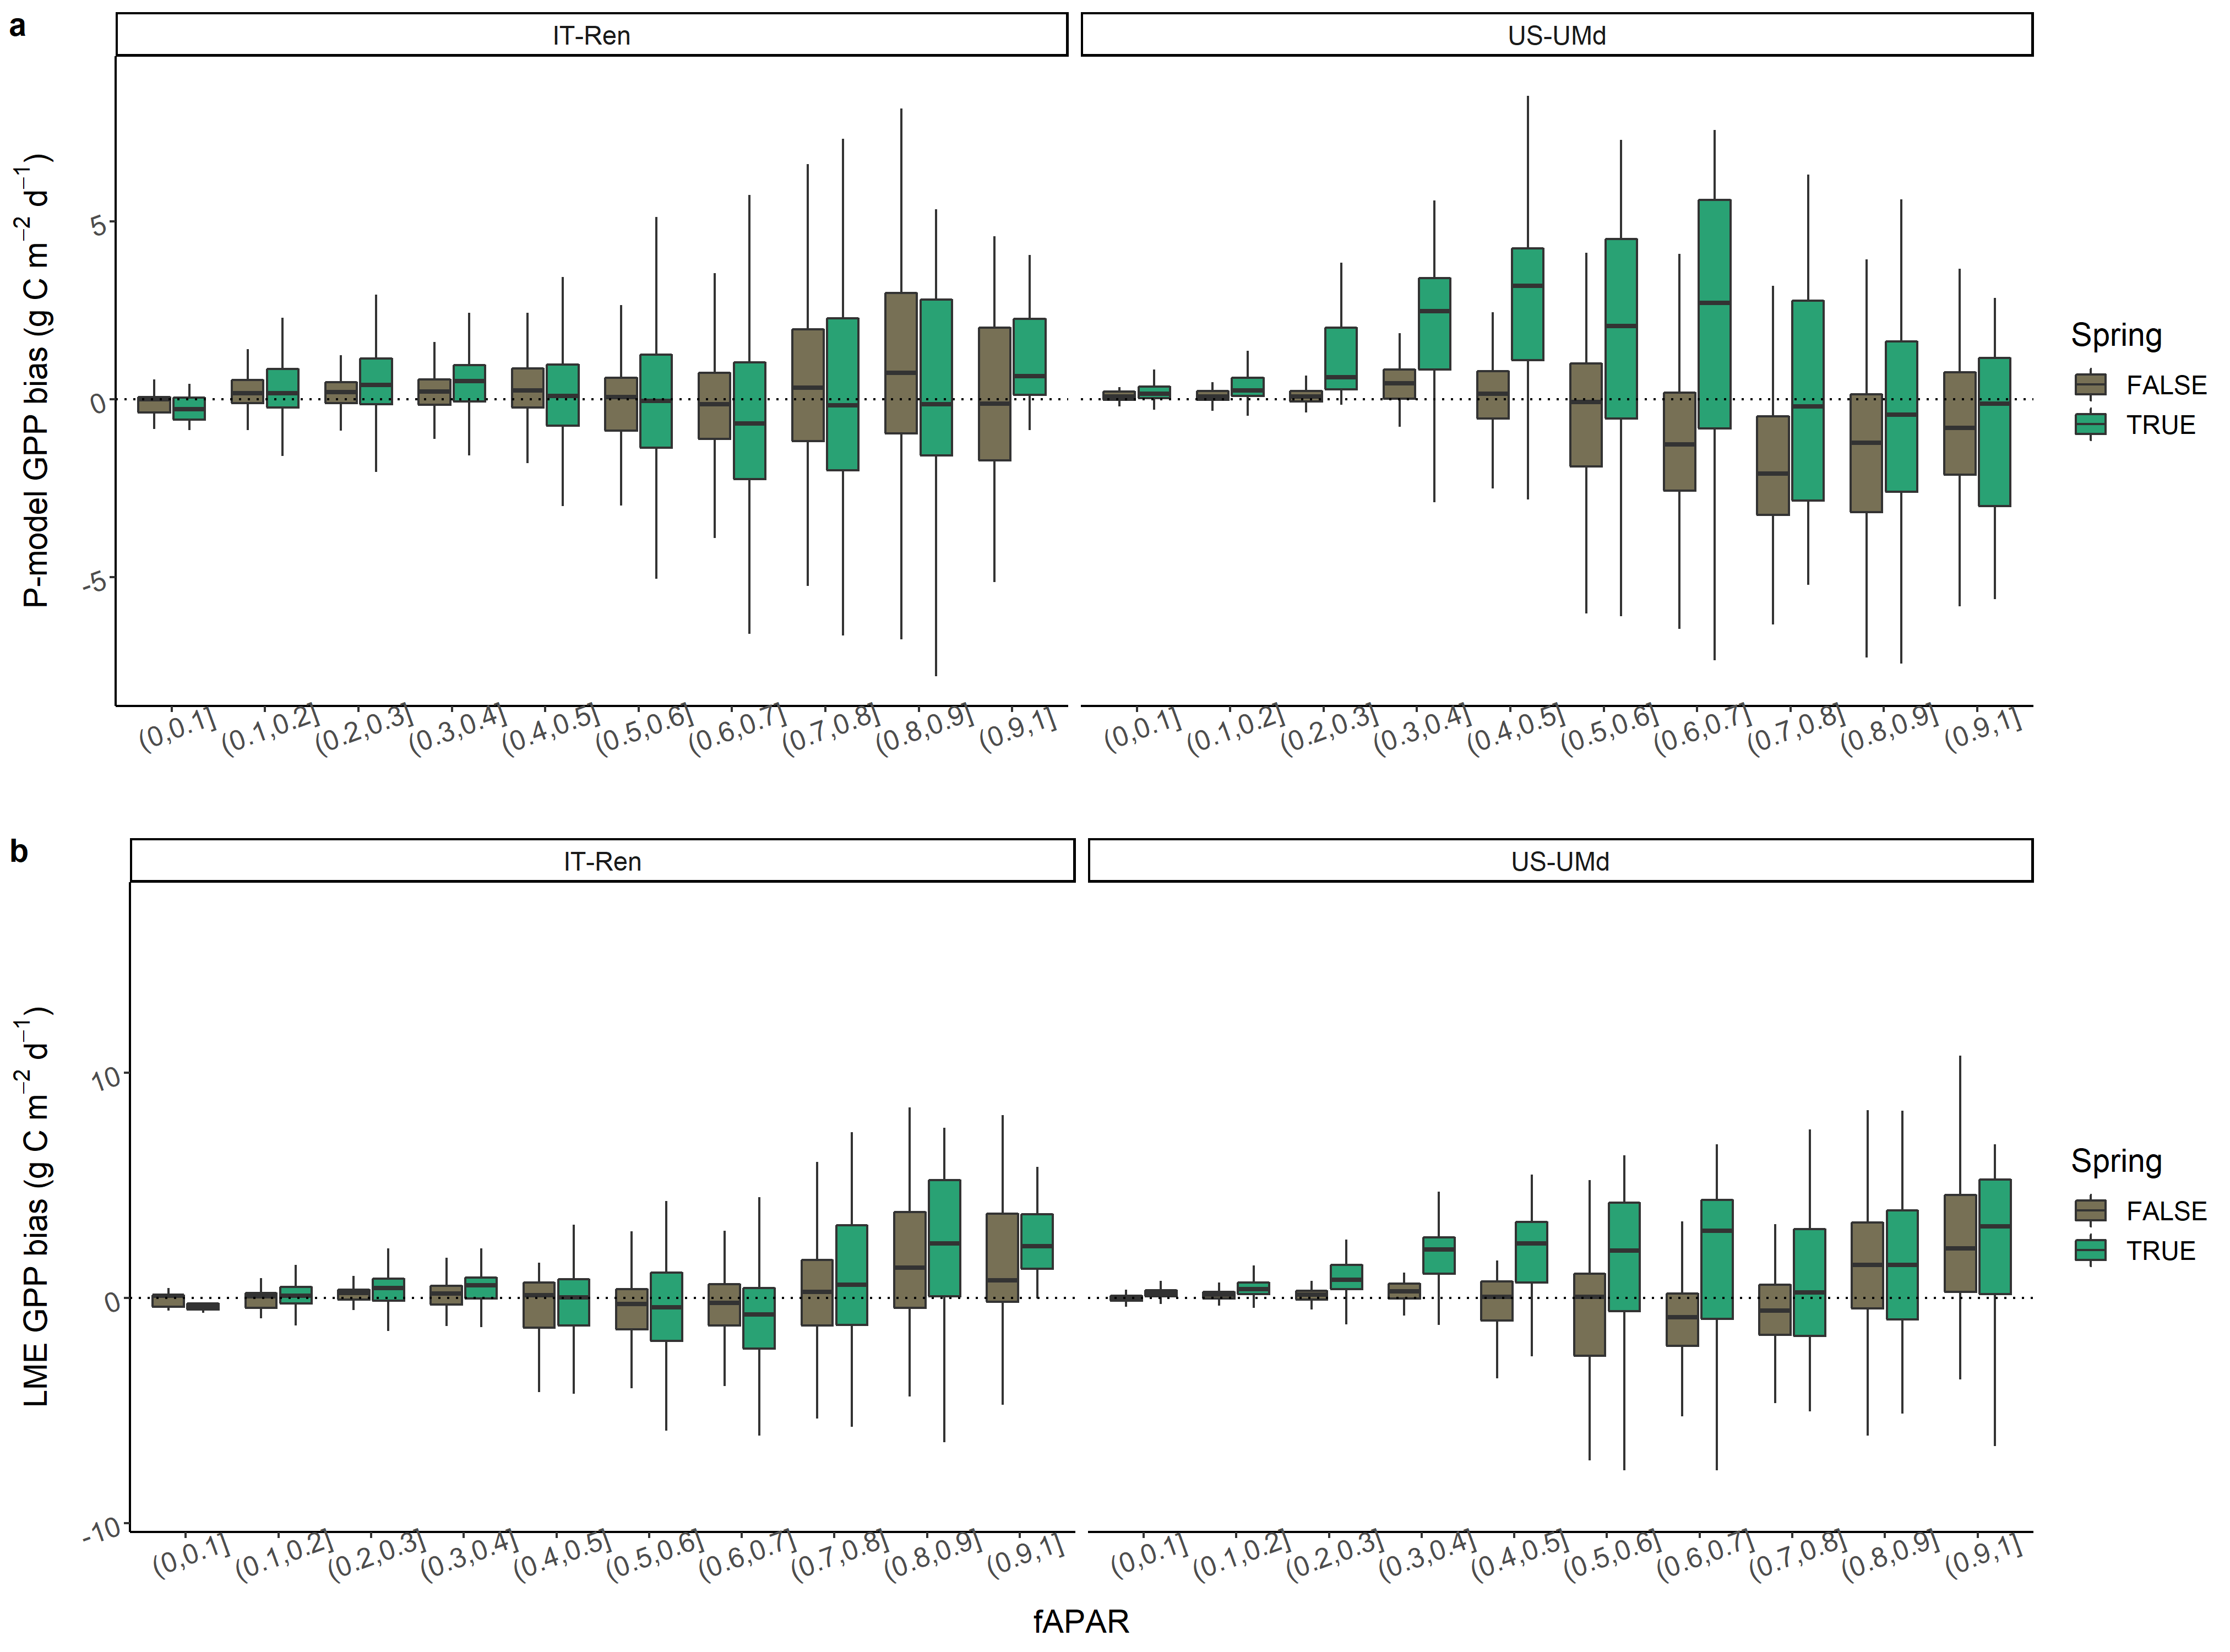 a
IT-Ren
US-UMd
P-model GPP bias (g C m⁻² d⁻¹)
5
0
-5
(0,0.1] (0.1,0.2] (0.2,0.3] (0.3,0.4] (0.4,0.5] (0.5,0.6] (0.6,0.7] (0.7,0.8] (0.8,0.9] (0.9,1]
(0,0.1] (0.1,0.2] (0.2,0.3] (0.3,0.4] (0.4,0.5] (0.5,0.6] (0.6,0.7] (0.7,0.8] (0.8,0.9] (0.9,1]
Spring
FALSE
TRUE
b
IT-Ren
US-UMd
LME GPP bias (g C m⁻² d⁻¹)
10
0
-10
(0,0.1] (0.1,0.2] (0.2,0.3] (0.3,0.4] (0.4,0.5] (0.5,0.6] (0.6,0.7] (0.7,0.8] (0.8,0.9] (0.9,1]
(0,0.1] (0.1,0.2] (0.2,0.3] (0.3,0.4] (0.4,0.5] (0.5,0.6] (0.6,0.7] (0.7,0.8] (0.8,0.9] (0.9,1]
Spring
FALSE
TRUE
fAPAR